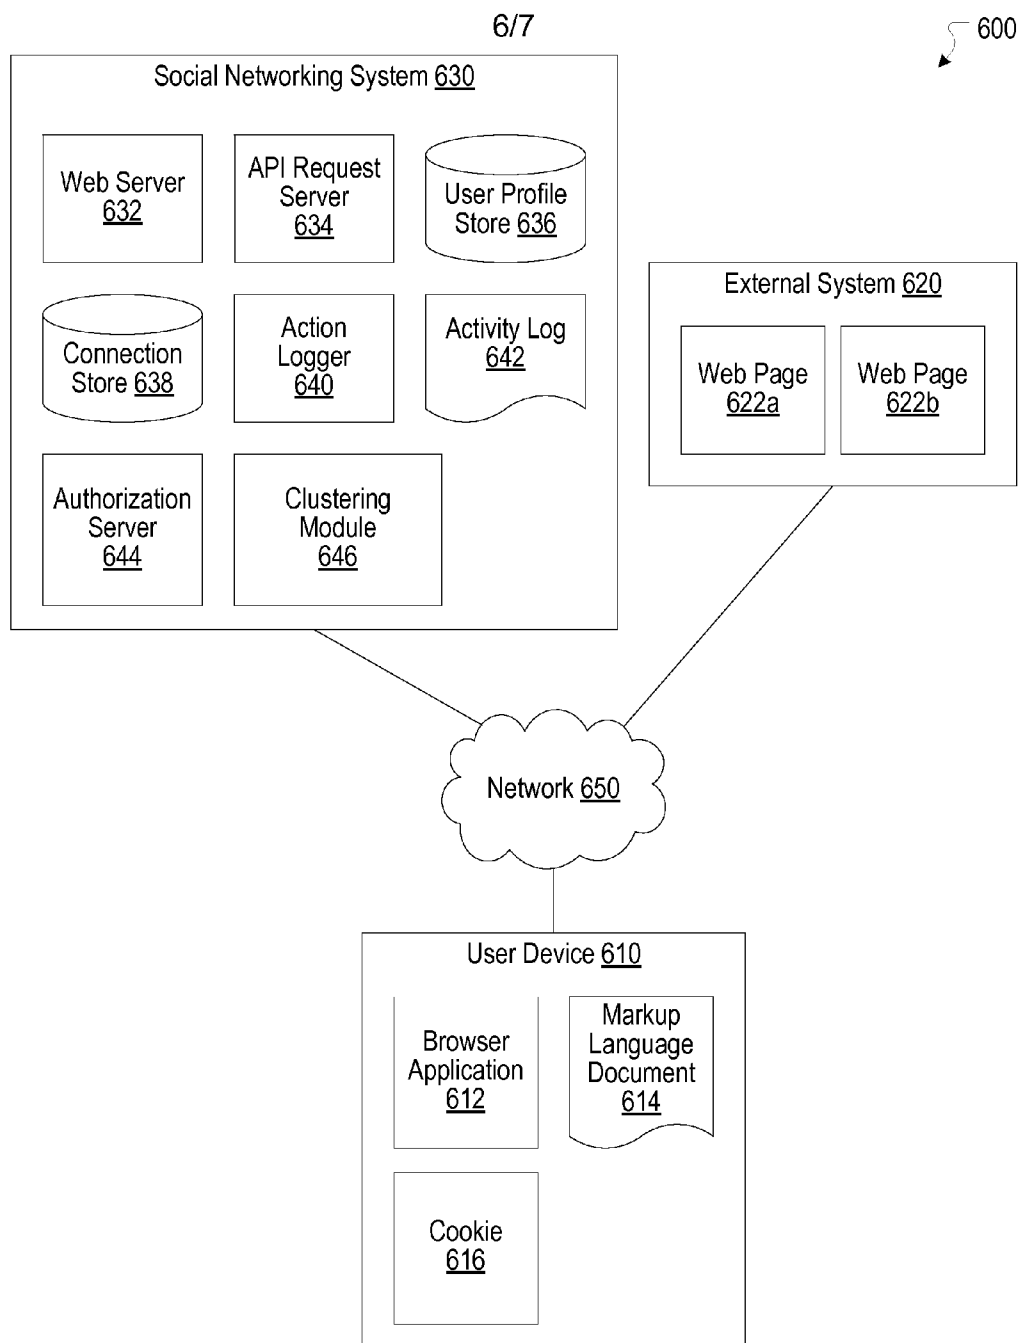 6/7
600
Social Networking System 630
Web Server
632
API Request
Server
634
User Profile
Store 636
Connection
Store 638
Action
Logger
640
Activity Log
642
Authorization
Server
644
Clustering
Module
646
External System 620
Web Page
622a
Web Page
622b
Network 650
User Device 610
Browser
Application
612
Markup
Language
Document
614
Cookie
616